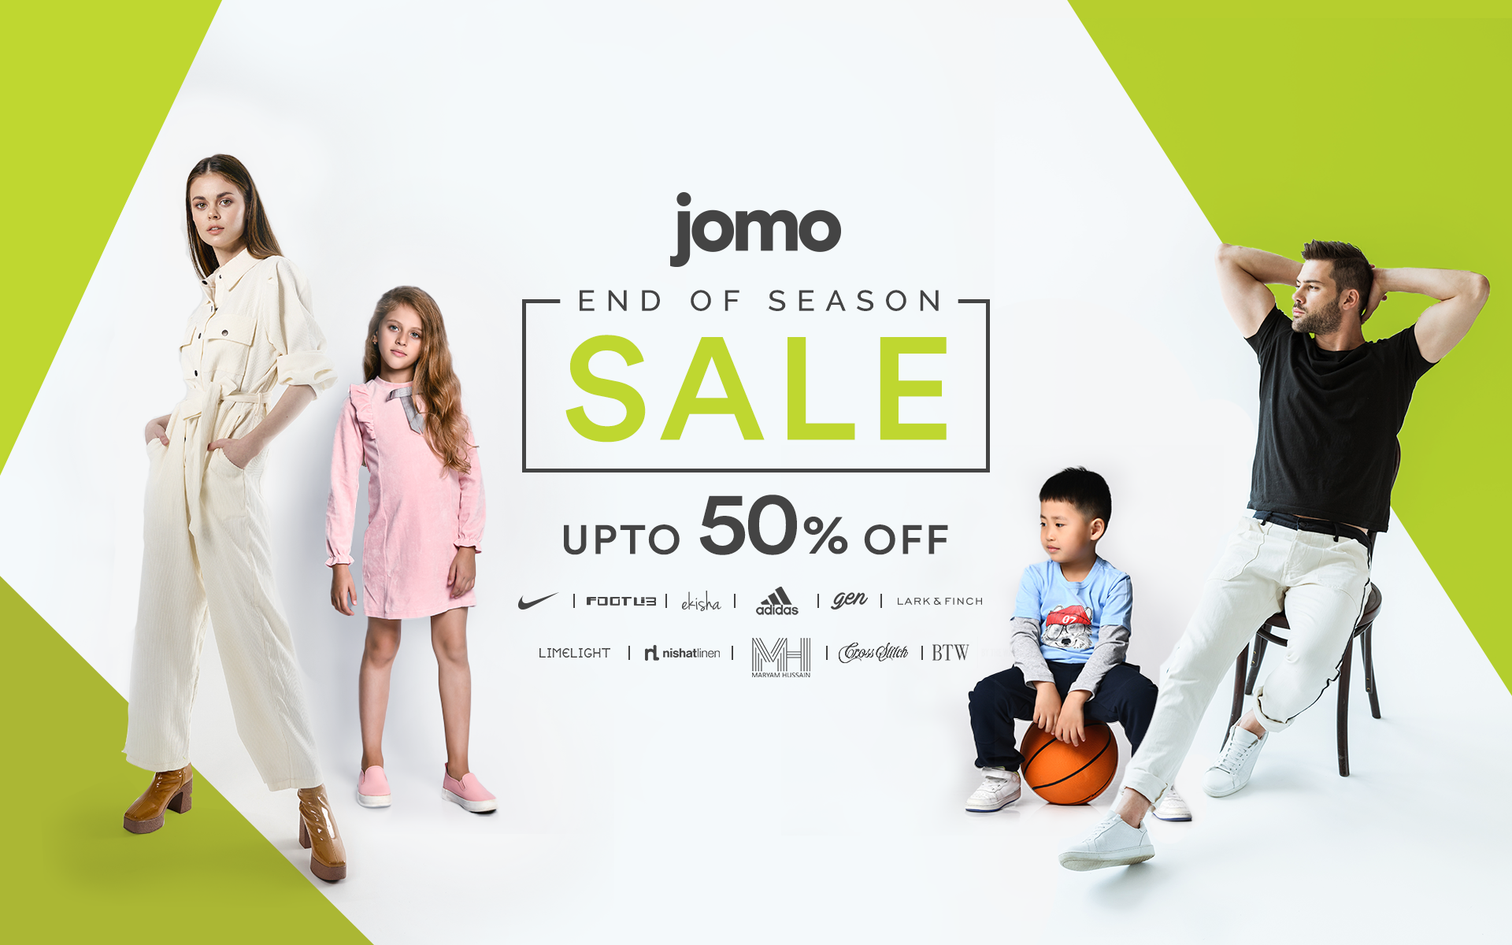 jomo
END OF SEASON
SALE
UPTO 50% OFF
FOOTLIB | ekisha | adidas | gen | LARK & FINCH
LIMELIGHT | nishatlinen | MH MARYAM HUSSAIN | Cross Stitch | BTW
07